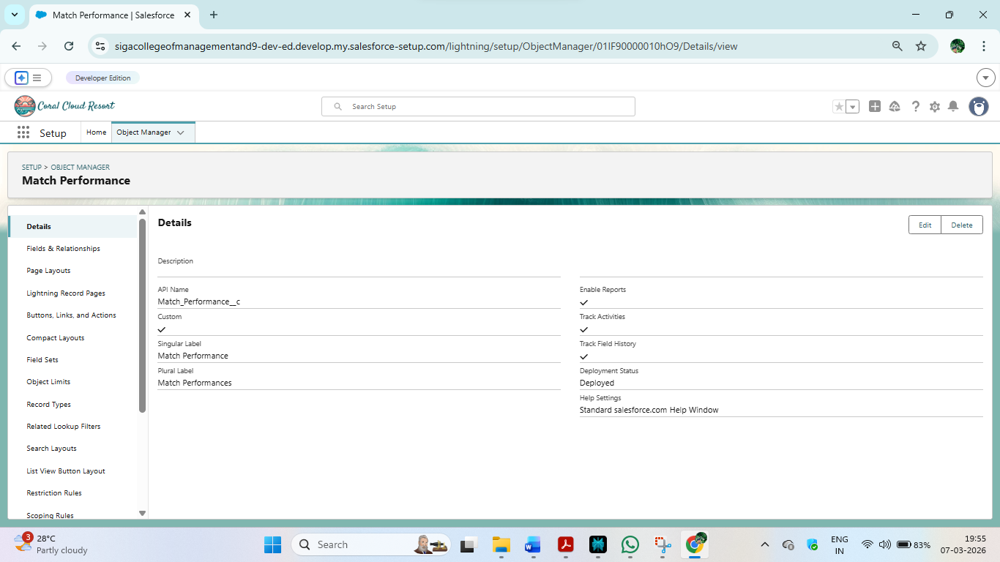 Match Performance | Salesforce
sigacollegeofmanagementand9-dev-ed.develop.my.salesforce-setup.com/lightning/setup/ObjectManager/01IF90000010hO9/Details/view
Developer Edition
Coral Cloud Resort
Search Setup
Setup
Home
Object Manager
SETUP > OBJECT MANAGER
Match Performance
Details
Fields & Relationships
Page Layouts
Lightning Record Pages
Buttons, Links, and Actions
Compact Layouts
Field Sets
Object Limits
Record Types
Related Lookup Filters
Search Layouts
List View Button Layout
Restriction Rules
Scoping Rules
Details
Edit
Delete
Description
API Name
Match_Performance__c
Custom
Singular Label
Match Performance
Plural Label
Match Performances
Enable Reports
Track Activities
Track Field History
Deployment Status
Deployed
Help Settings
Standard salesforce.com Help Window
3
28°C
Partly cloudy
Search
ENG
IN
83%
19:55
07-03-2026